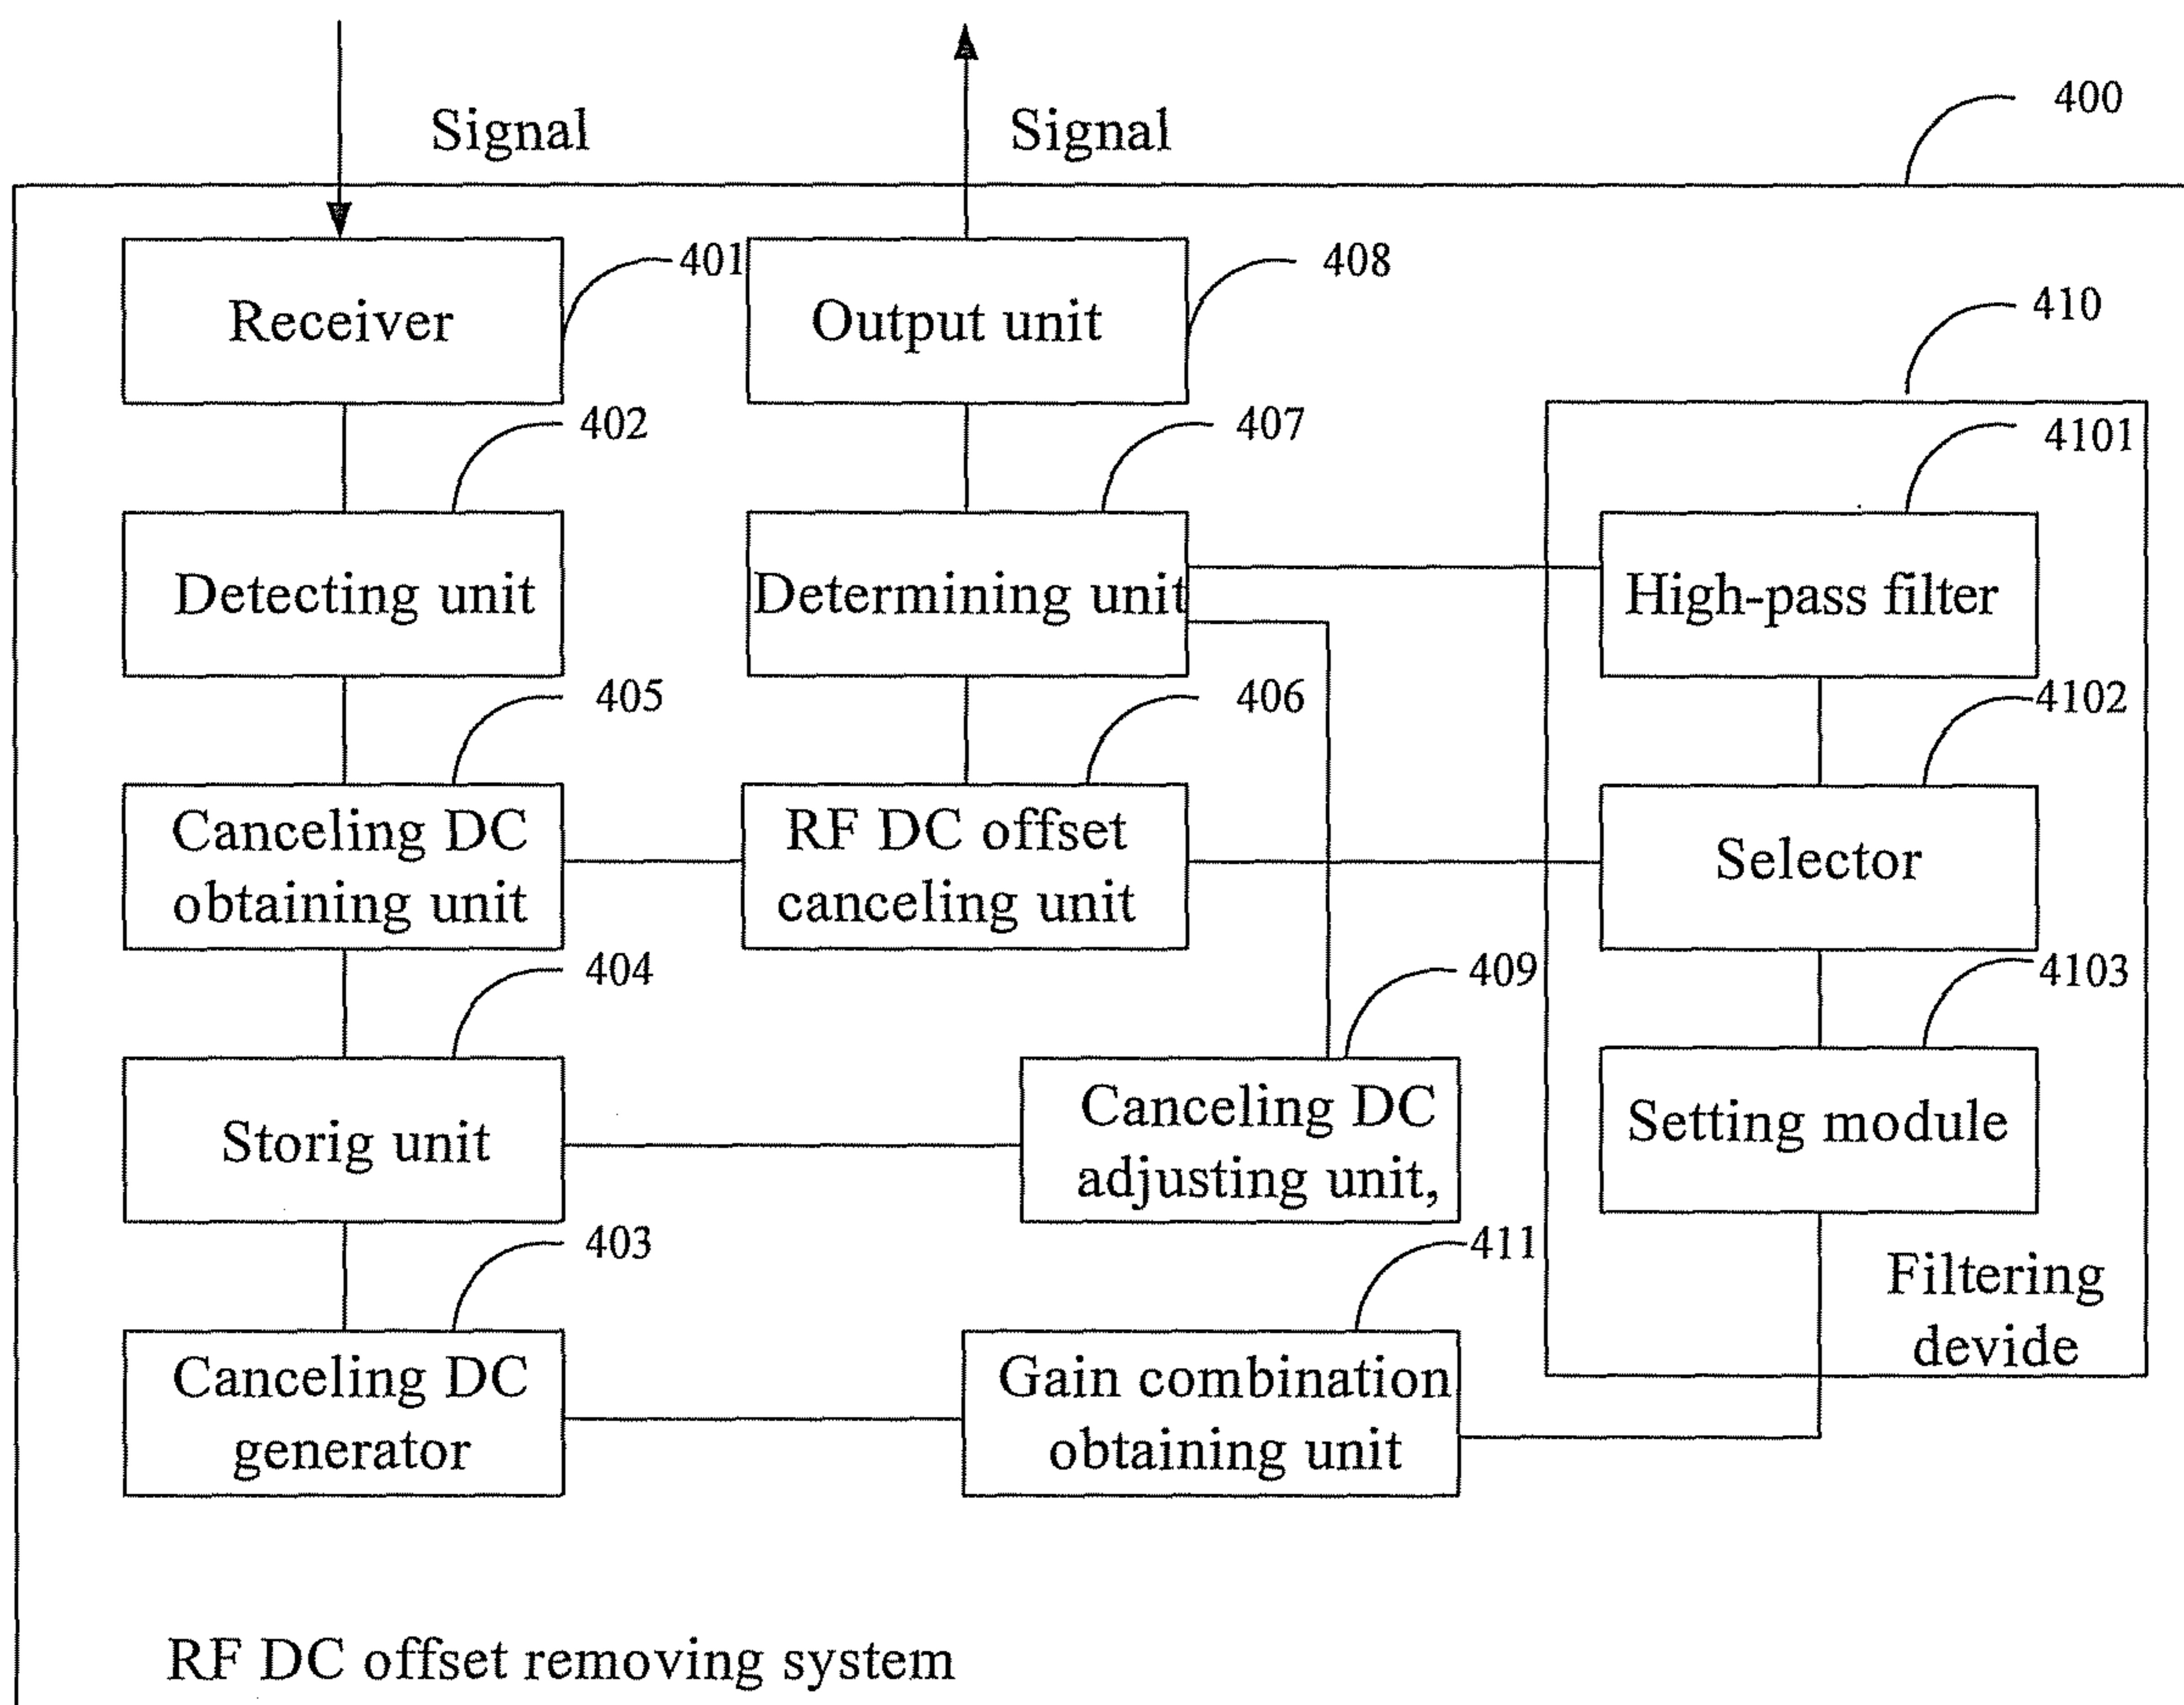 Signal
Signal
400
Receiver
401
Output unit
408
410
402
407
4101
Detecting unit
Determining unit
High-pass filter
405
406
4102
Canceling DC
obtaining unit
RF DC offset
canceling unit
Selector
404
409
4103
Storig unit
Canceling DC
adjusting unit,
Setting module
403
411
Filtering
devide
Canceling DC
generator
Gain combination
obtaining unit
RF DC offset removing system